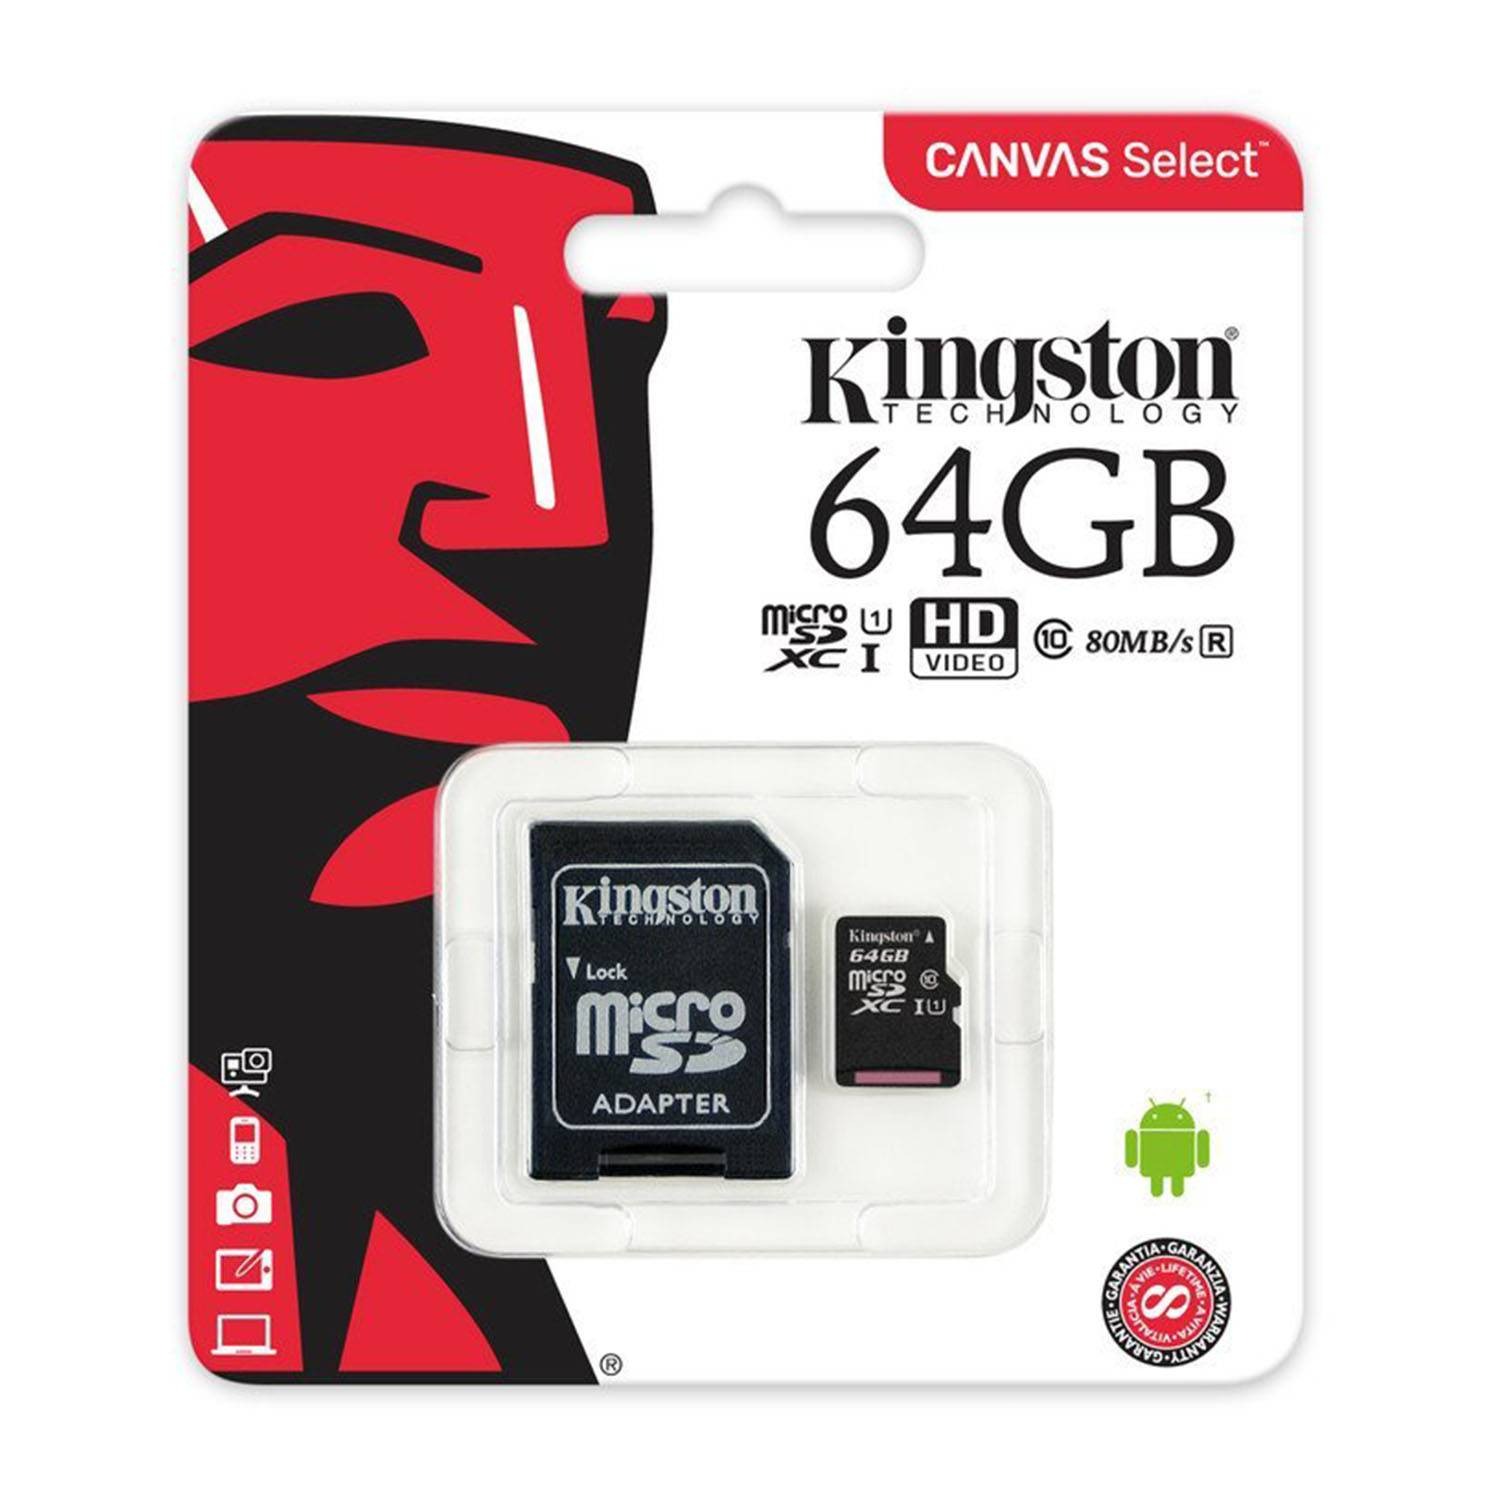 CANVAS Select™
Kingston®
TECHNOLOGY
64GB
micro SD XC U1 I HD VIDEO 10 80MB/s R
Kingston
TECHNOLOGY
Lock
micro
SD
ADAPTER
Kingston®
64GB
micro
SD 10
XC I U1
†
GARANTIA·GARANZIA·WARRANTY·GARANTIE
À VIE·LIFETIME·A VITA·VITALICIA
®